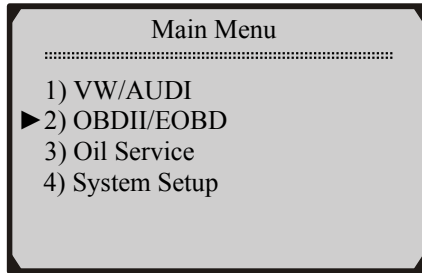 Main Menu
1) VW/AUDI
2) OBDII/EOBD
3) Oil Service
4) System Setup